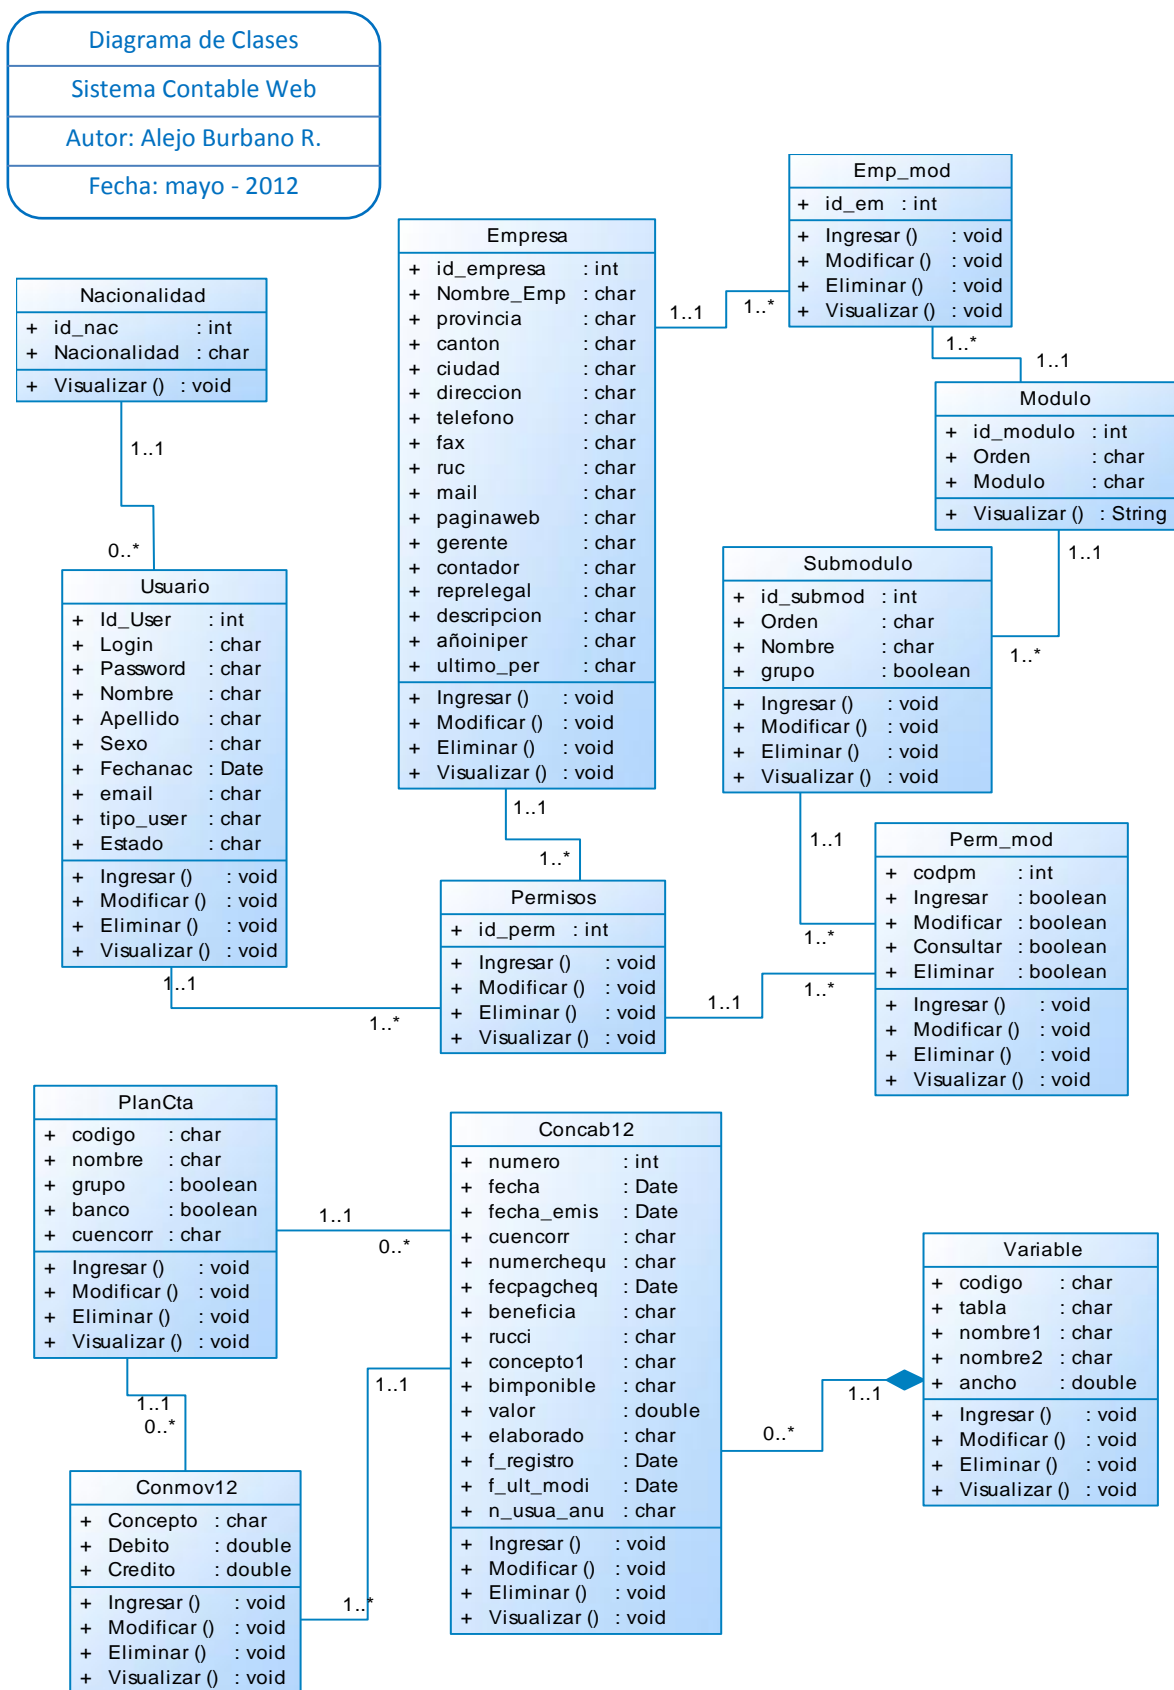 Diagrama de Clases
Sistema Contable Web
Autor: Alejo Burbano R.
Fecha: mayo - 2012
Emp_mod
+ id_em : int
+ Ingresar () : void
+ Modificar () : void
+ Eliminar () : void
+ Visualizar () : void
Empresa
+ id_empresa : int
+ Nombre_Emp : char
+ provincia : char
+ canton : char
+ ciudad : char
+ direccion : char
+ telefono : char
+ fax : char
+ ruc : char
+ mail : char
+ paginaweb : char
+ gerente : char
+ contador : char
+ reprelegal : char
+ descripcion : char
+ añoiniper : char
+ ultimo_per : char
+ Ingresar () : void
+ Modificar () : void
+ Eliminar () : void
+ Visualizar () : void
1..1
1..*
1..*
1..1
Nacionalidad
+ id_nac : int
+ Nacionalidad : char
+ Visualizar () : void
1..1
0..*
Modulo
+ id_modulo : int
+ Orden : char
+ Modulo : char
+ Visualizar () : String
1..1
1..*
Submodulo
+ id_submod : int
+ Orden : char
+ Nombre : char
+ grupo : boolean
+ Ingresar () : void
+ Modificar () : void
+ Eliminar () : void
+ Visualizar () : void
Usuario
+ Id_User : int
+ Login : char
+ Password : char
+ Nombre : char
+ Apellido : char
+ Sexo : char
+ Fechanac : Date
+ email : char
+ tipo_user : char
+ Estado : char
+ Ingresar () : void
+ Modificar () : void
+ Eliminar () : void
+ Visualizar () : void
1..1
1..*
1..1
1..*
Perm_mod
+ codpm : int
+ Ingresar : boolean
+ Modificar : boolean
+ Consultar : boolean
+ Eliminar : boolean
+ Ingresar () : void
+ Modificar () : void
+ Eliminar () : void
+ Visualizar () : void
Permisos
+ id_perm : int
+ Ingresar () : void
+ Modificar () : void
+ Eliminar () : void
+ Visualizar () : void
1..1
1..*
1..1
1..*
PlanCta
+ codigo : char
+ nombre : char
+ grupo : boolean
+ banco : boolean
+ cuencorr : char
+ Ingresar () : void
+ Modificar () : void
+ Eliminar () : void
+ Visualizar () : void
1..1
0..*
Concab12
+ numero : int
+ fecha : Date
+ fecha_emis : Date
+ cuencorr : char
+ numerchequ : char
+ fecpagcheq : Date
+ beneficia : char
+ rucci : char
+ concepto1 : char
+ bimponible : char
+ valor : double
+ elaborado : char
+ f_registro : Date
+ f_ult_modi : Date
+ n_usua_anu : char
+ Ingresar () : void
+ Modificar () : void
+ Eliminar () : void
+ Visualizar () : void
Variable
+ codigo : char
+ tabla : char
+ nombre1 : char
+ nombre2 : char
+ ancho : double
+ Ingresar () : void
+ Modificar () : void
+ Eliminar () : void
+ Visualizar () : void
1..1
0..*
1..1
0..*
1..1
1..*
Conmov12
+ Concepto : char
+ Debito : double
+ Credito : double
+ Ingresar () : void
+ Modificar () : void
+ Eliminar () : void
+ Visualizar () : void